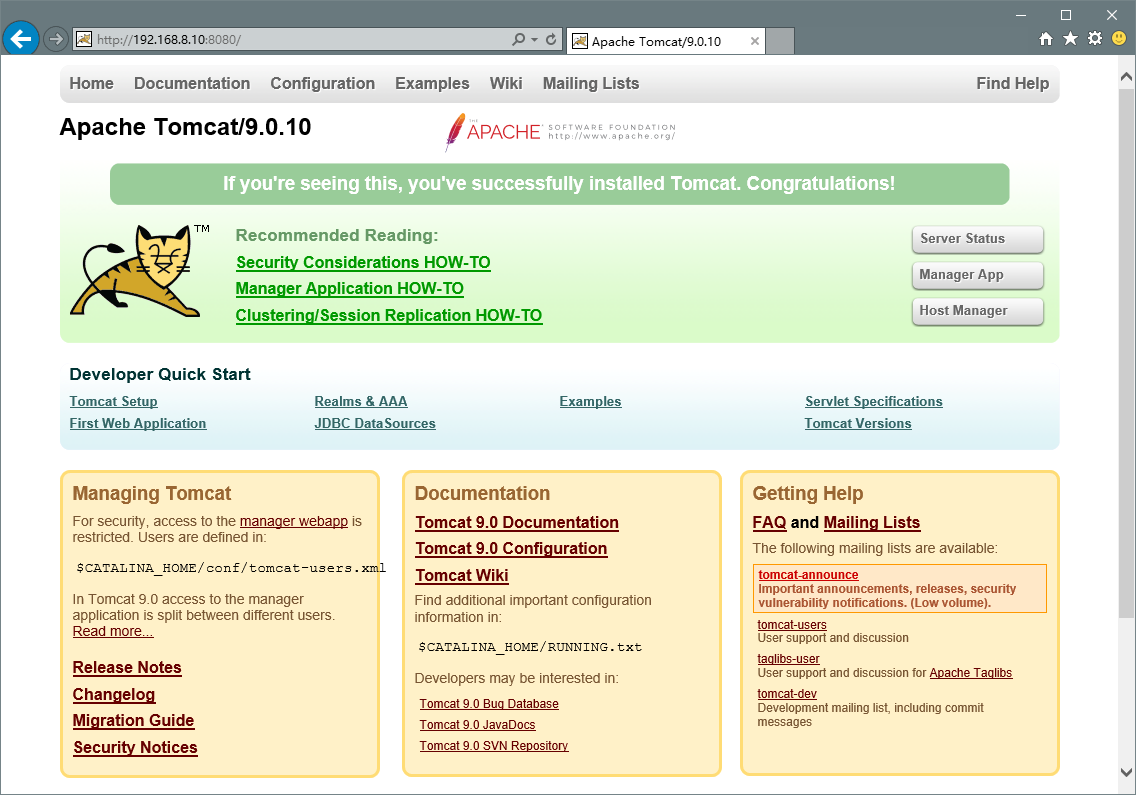 http://192.168.8.10:8080/
Apache Tomcat/9.0.10
Home Documentation Configuration Examples Wiki Mailing Lists Find Help
Apache Tomcat/9.0.10
THE APACHE SOFTWARE FOUNDATION
http://www.apache.org/
If you're seeing this, you've successfully installed Tomcat. Congratulations!
TM
Recommended Reading:
Security Considerations HOW-TO
Manager Application HOW-TO
Clustering/Session Replication HOW-TO
Server Status
Manager App
Host Manager
Developer Quick Start
Tomcat Setup
First Web Application
Realms & AAA
JDBC DataSources
Examples
Servlet Specifications
Tomcat Versions
Managing Tomcat
For security, access to the manager webapp is
restricted. Users are defined in:
$CATALINA_HOME/conf/tomcat-users.xml
In Tomcat 9.0 access to the manager
application is split between different users.
Read more...
Release Notes
Changelog
Migration Guide
Security Notices
Documentation
Tomcat 9.0 Documentation
Tomcat 9.0 Configuration
Tomcat Wiki
Find additional important configuration
information in:
$CATALINA_HOME/RUNNING.txt
Developers may be interested in:
Tomcat 9.0 Bug Database
Tomcat 9.0 JavaDocs
Tomcat 9.0 SVN Repository
Getting Help
FAQ and Mailing Lists
The following mailing lists are available:
tomcat-announce
Important announcements, releases, security
vulnerability notifications. (Low volume).
tomcat-users
User support and discussion
taglibs-user
User support and discussion for Apache Taglibs
tomcat-dev
Development mailing list, including commit
messages